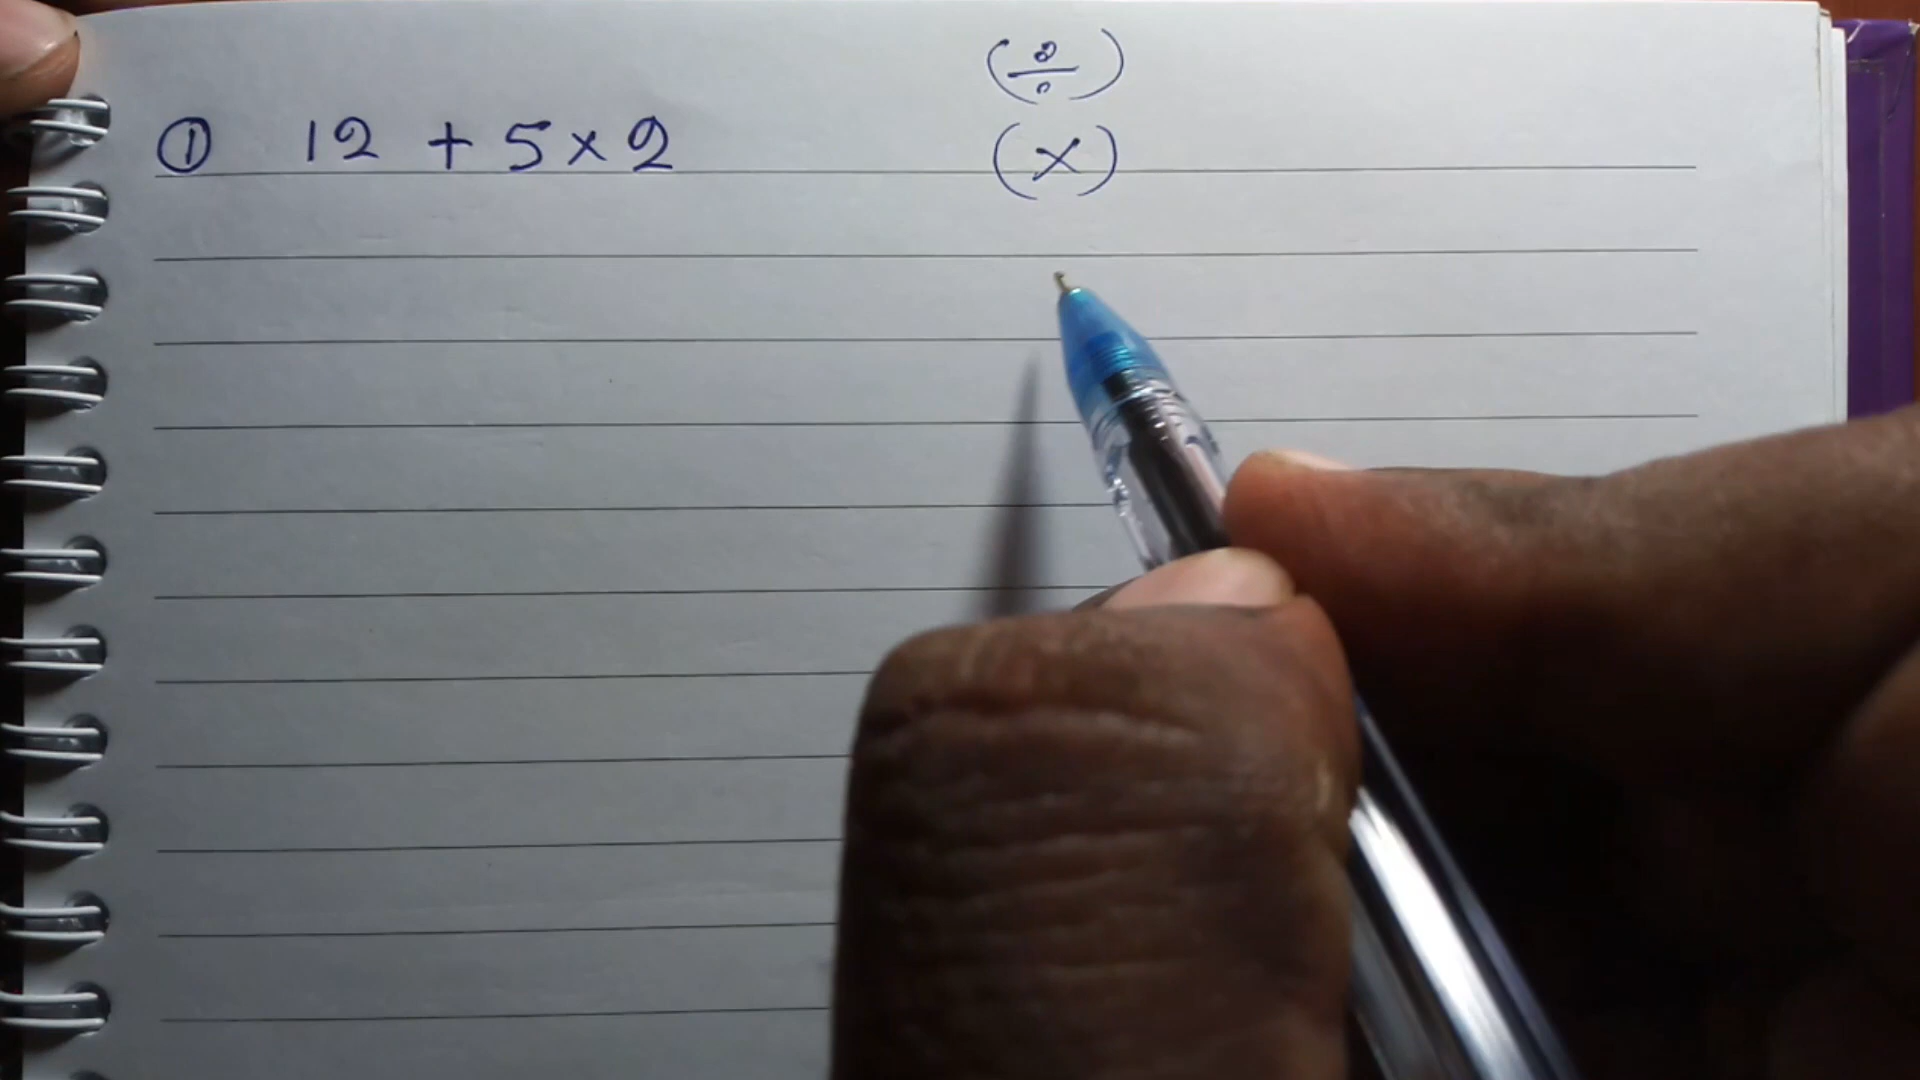 (÷)
① 12 + 5 × 2
(×)